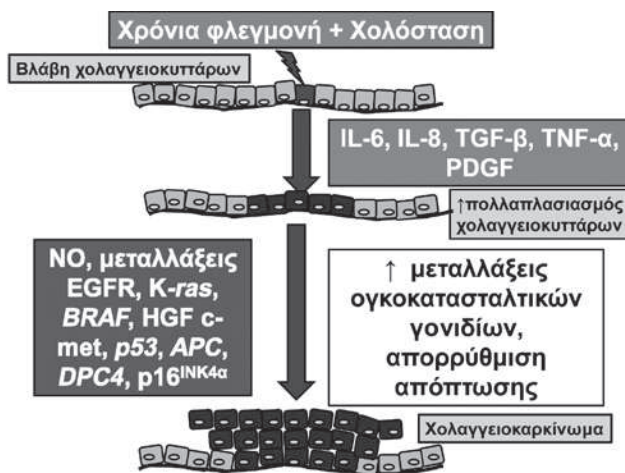 Χρόνια φλεγμονή + Χολόσταση
Βλάβη χολαγγειοκυττάρων
IL-6, IL-8, TGF-β, TNF-α,
PDGF
↑πολλαπλασιασμός
χολαγγειοκυττάρων
NO, μεταλλάξεις
EGFR, K-ras,
BRAF, HGF c-
met, p53, APC,
DPC4, p16INK4α
↑ μεταλλάξεις
ογκοκατασταλτικών
γονιδίων,
απορρύθμιση
απόπτωσης
Χολαγγειοκαρκίνωμα